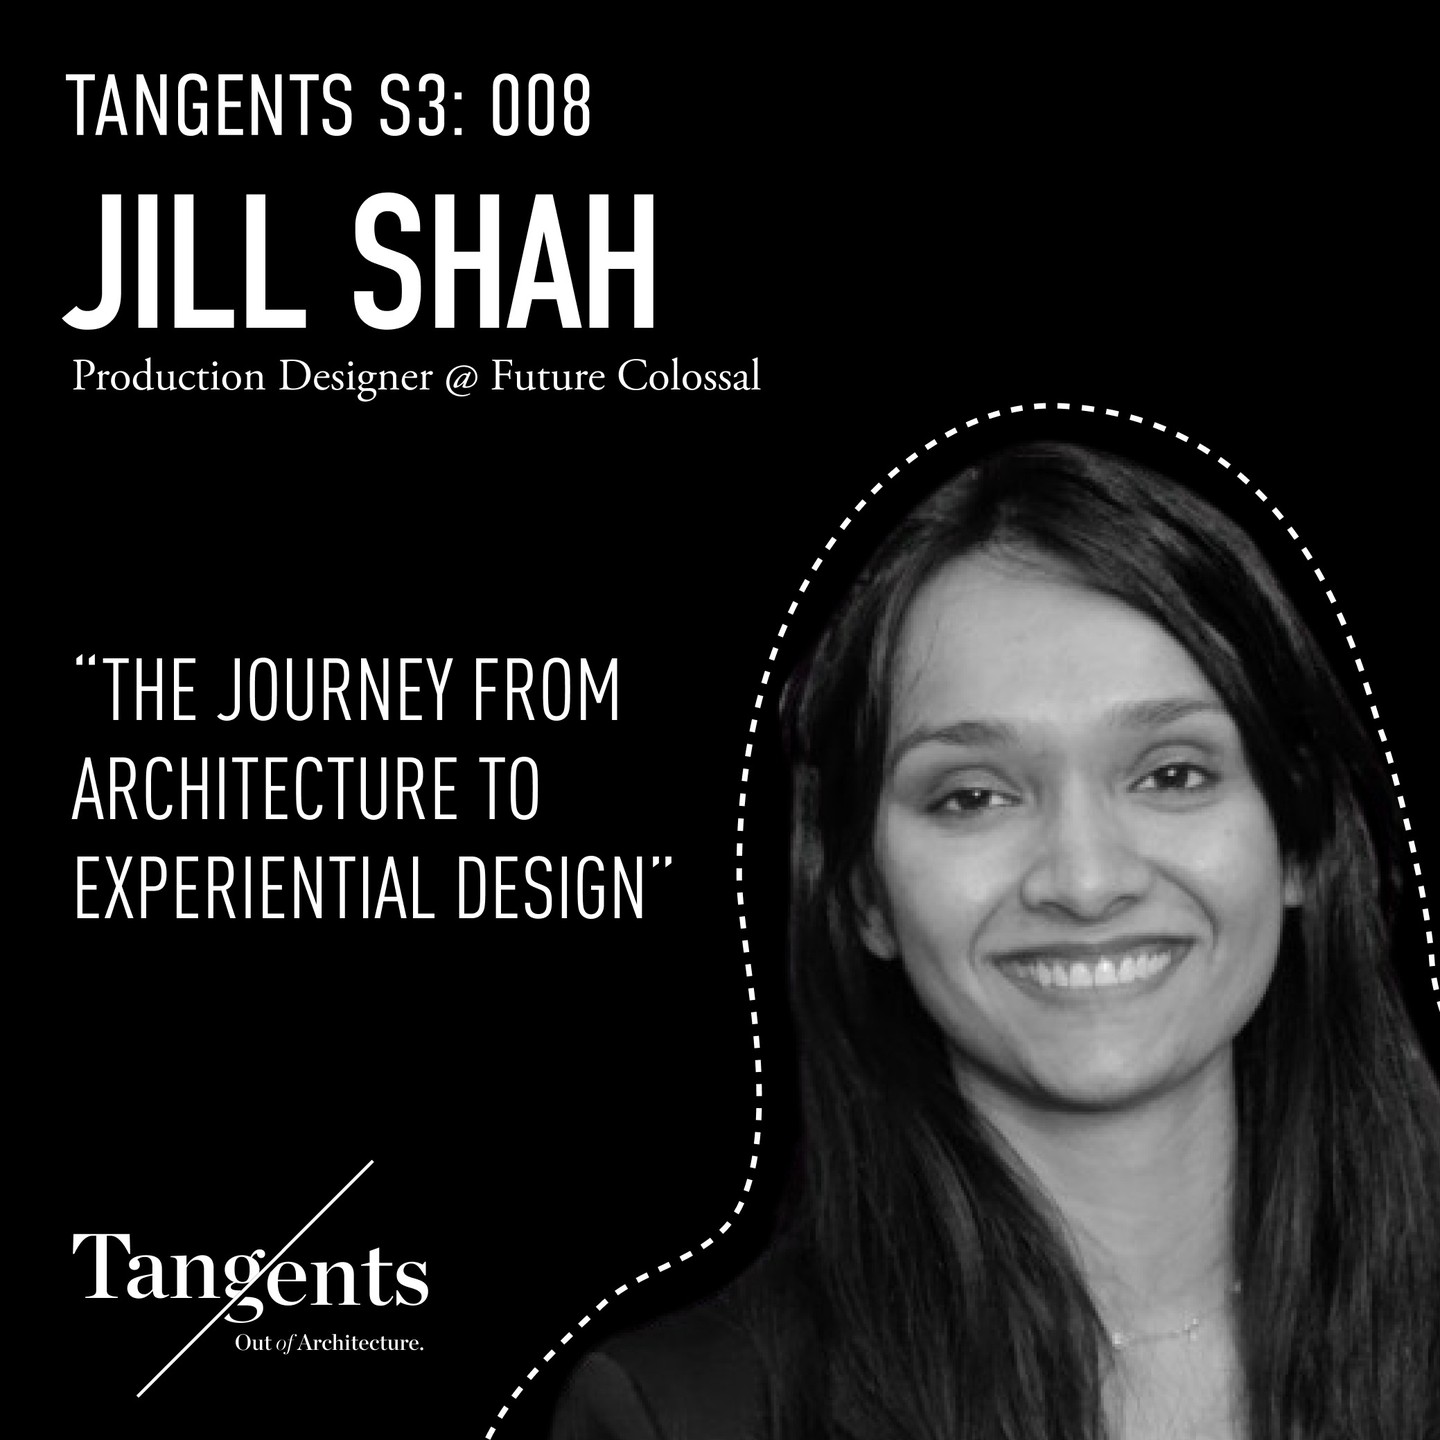 TANGENTS S3: 008
JILL SHAH
Production Designer @ Future Colossal
“THE JOURNEY FROM
ARCHITECTURE TO
EXPERIENTIAL DESIGN”
Tangents
Out of Architecture.